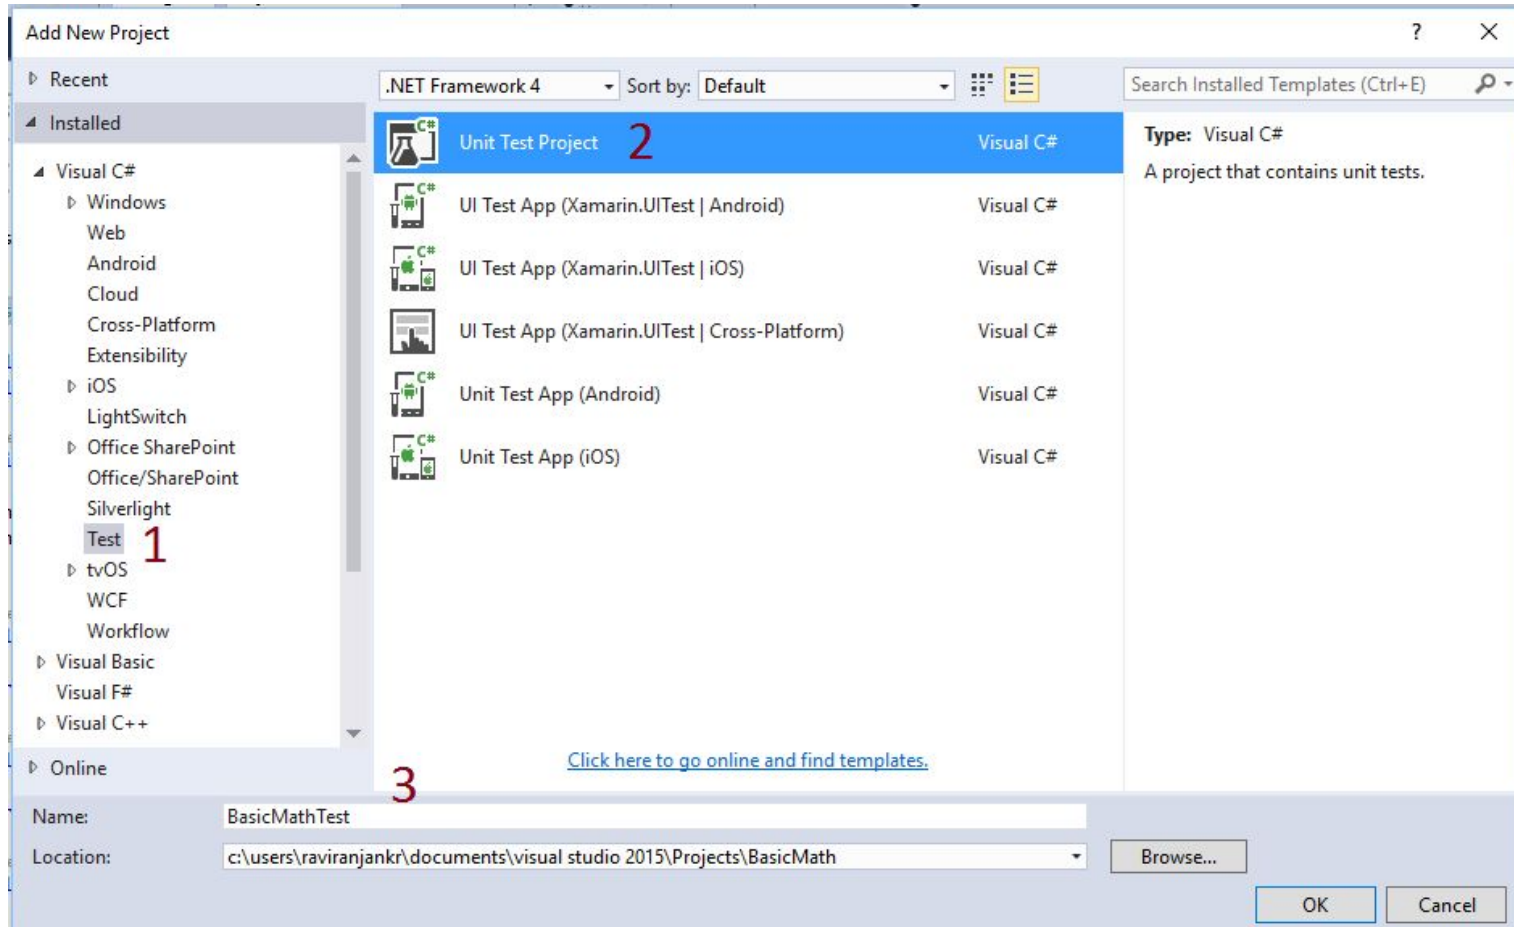 Add New Project
?
Recent
.NET Framework 4
Sort by: Default
Search Installed Templates (Ctrl+E)
Installed
Visual C#
Windows
Web
Android
Cloud
Cross-Platform
Extensibility
iOS
LightSwitch
Office SharePoint
Office/SharePoint
Silverlight
Test 1
tvOS
WCF
Workflow
Visual Basic
Visual F#
Visual C++
Online
C# Unit Test Project 2 Visual C#
C# UI Test App (Xamarin.UITest | Android) Visual C#
C# UI Test App (Xamarin.UITest | iOS) Visual C#
UI Test App (Xamarin.UITest | Cross-Platform) Visual C#
C# Unit Test App (Android) Visual C#
C# Unit Test App (iOS) Visual C#
Click here to go online and find templates.
Type: Visual C#
A project that contains unit tests.
3
Name: BasicMathTest
Location: c:\users\raviranjankr\documents\visual studio 2015\Projects\BasicMath
Browse...
OK
Cancel